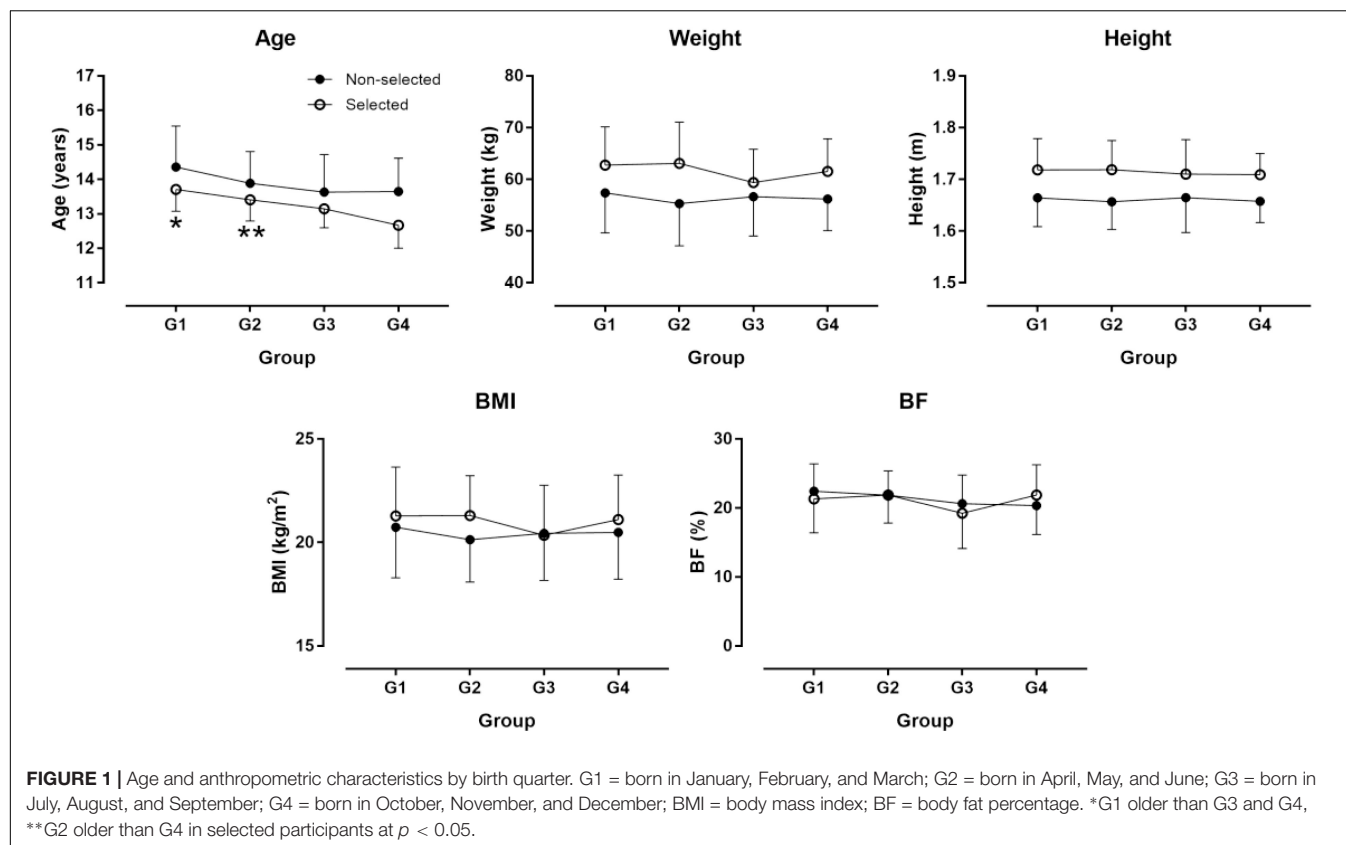 Age
17
16
15
14
13
12
11
Age (years)
Non-selected
Selected
*
**
G1 G2 G3 G4
Group
Weight
80
70
60
50
40
Weight (kg)
G1 G2 G3 G4
Group
Height
1.9
1.8
1.7
1.6
1.5
Height (m)
G1 G2 G3 G4
Group
BMI
25
20
15
BMI (kg/m²)
G1 G2 G3 G4
Group
BF
30
20
10
0
BF (%)
G1 G2 G3 G4
Group
FIGURE 1 | Age and anthropometric characteristics by birth quarter. G1 = born in January, February, and March; G2 = born in April, May, and June; G3 = born in
July, August, and September; G4 = born in October, November, and December; BMI = body mass index; BF = body fat percentage. *G1 older than G3 and G4,
**G2 older than G4 in selected participants at p < 0.05.